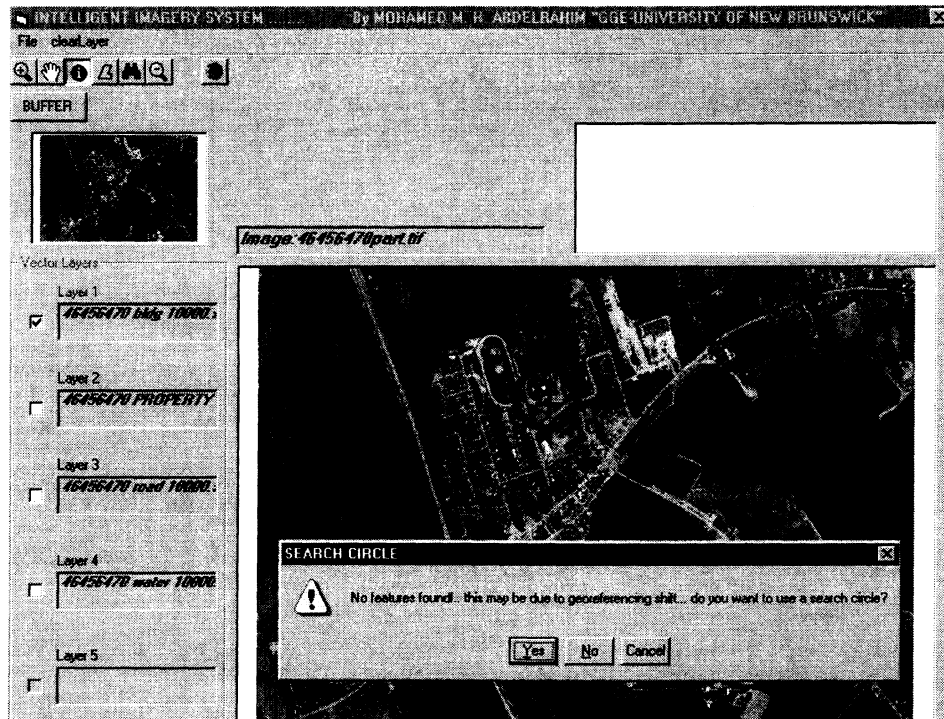 INTELLIGENT IMAGERY SYSTEM ......... By MOHAMED M. H. ABDELRAHIM "GGE-UNIVERSITY OF NEW BRUNSWICK"
File clearLayer
BUFFER
Image: 46456470part.tif
Vector Layers
Layer 1
46456470 bldg 10000.
Layer 2
46456470 PROPERTY
Layer 3
46456470 road 10000.
Layer 4
46456470 water 10000.
Layer 5
SEARCH CIRCLE
No features found!.. this may be due to georeferencing shift... do you want to use a search circle?
Yes No Cancel